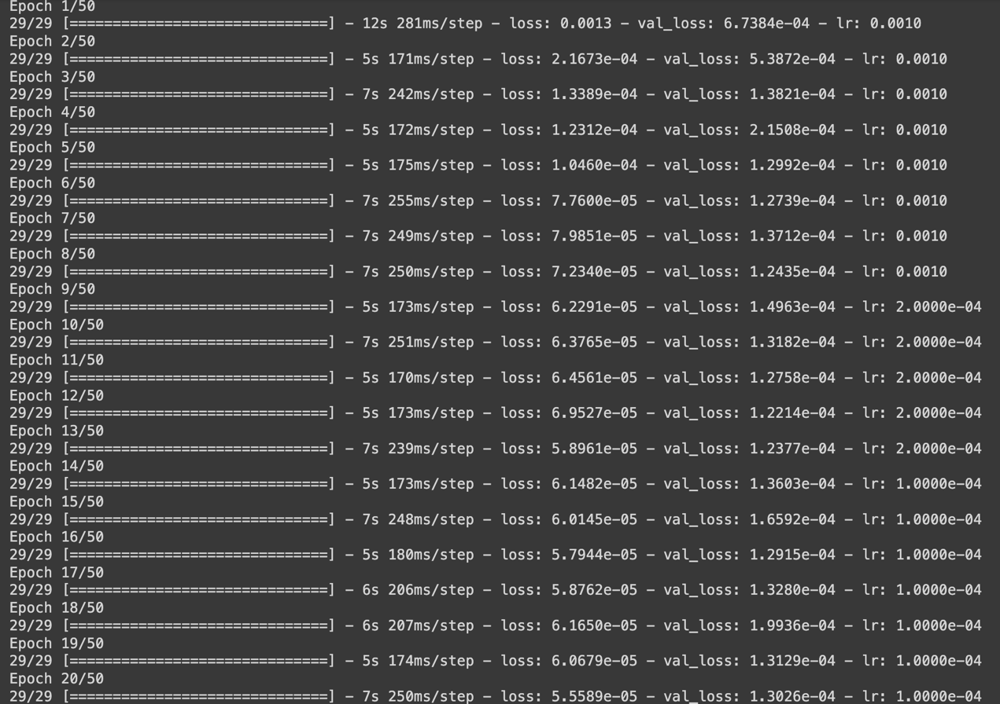 Epoch 1/50
29/29 [==============================] - 12s 281ms/step - loss: 0.0013 - val_loss: 6.7384e-04 - lr: 0.0010
Epoch 2/50
29/29 [==============================] - 5s 171ms/step - loss: 2.1673e-04 - val_loss: 5.3872e-04 - lr: 0.0010
Epoch 3/50
29/29 [==============================] - 7s 242ms/step - loss: 1.3389e-04 - val_loss: 1.3821e-04 - lr: 0.0010
Epoch 4/50
29/29 [==============================] - 5s 172ms/step - loss: 1.2312e-04 - val_loss: 2.1508e-04 - lr: 0.0010
Epoch 5/50
29/29 [==============================] - 5s 175ms/step - loss: 1.0460e-04 - val_loss: 1.2992e-04 - lr: 0.0010
Epoch 6/50
29/29 [==============================] - 7s 255ms/step - loss: 7.7600e-05 - val_loss: 1.2739e-04 - lr: 0.0010
Epoch 7/50
29/29 [==============================] - 7s 249ms/step - loss: 7.9851e-05 - val_loss: 1.3712e-04 - lr: 0.0010
Epoch 8/50
29/29 [==============================] - 7s 250ms/step - loss: 7.2340e-05 - val_loss: 1.2435e-04 - lr: 0.0010
Epoch 9/50
29/29 [==============================] - 5s 173ms/step - loss: 6.2291e-05 - val_loss: 1.4963e-04 - lr: 2.0000e-04
Epoch 10/50
29/29 [==============================] - 7s 251ms/step - loss: 6.3765e-05 - val_loss: 1.3182e-04 - lr: 2.0000e-04
Epoch 11/50
29/29 [==============================] - 5s 170ms/step - loss: 6.4561e-05 - val_loss: 1.2758e-04 - lr: 2.0000e-04
Epoch 12/50
29/29 [==============================] - 5s 173ms/step - loss: 6.9527e-05 - val_loss: 1.2214e-04 - lr: 2.0000e-04
Epoch 13/50
29/29 [==============================] - 7s 239ms/step - loss: 5.8961e-05 - val_loss: 1.2377e-04 - lr: 2.0000e-04
Epoch 14/50
29/29 [==============================] - 5s 173ms/step - loss: 6.1482e-05 - val_loss: 1.3603e-04 - lr: 1.0000e-04
Epoch 15/50
29/29 [==============================] - 7s 248ms/step - loss: 6.0145e-05 - val_loss: 1.6592e-04 - lr: 1.0000e-04
Epoch 16/50
29/29 [==============================] - 5s 180ms/step - loss: 5.7944e-05 - val_loss: 1.2915e-04 - lr: 1.0000e-04
Epoch 17/50
29/29 [==============================] - 6s 206ms/step - loss: 5.8762e-05 - val_loss: 1.3280e-04 - lr: 1.0000e-04
Epoch 18/50
29/29 [==============================] - 6s 207ms/step - loss: 6.1650e-05 - val_loss: 1.9936e-04 - lr: 1.0000e-04
Epoch 19/50
29/29 [==============================] - 5s 174ms/step - loss: 6.0679e-05 - val_loss: 1.3129e-04 - lr: 1.0000e-04
Epoch 20/50
29/29 [==============================] - 7s 250ms/step - loss: 5.5589e-05 - val_loss: 1.3026e-04 - lr: 1.0000e-04